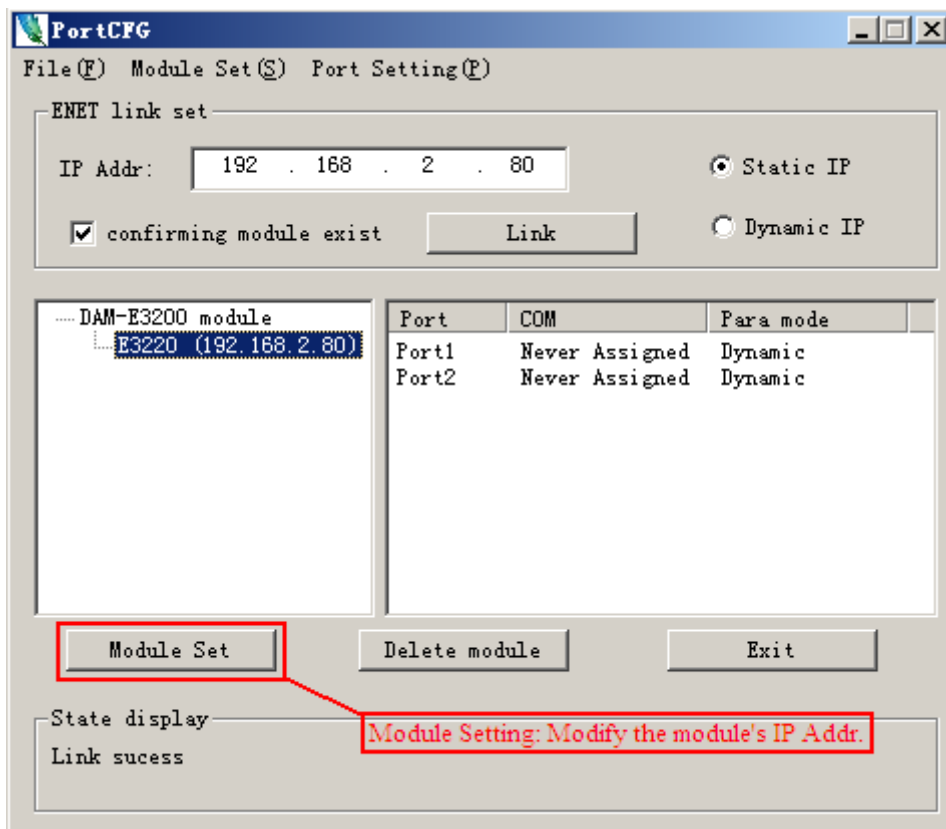 PortCFG
File(F) Module Set(S) Port Setting(P)
ENET link set
IP Addr: 192 . 168 . 2 . 80
Static IP
confirming module exist
Link
Dynamic IP
DAM-E3200 module
E3220 (192.168.2.80)
Port COM Para mode
Port1 Never Assigned Dynamic
Port2 Never Assigned Dynamic
Module Set
Delete module
Exit
State display
Module Setting: Modify the module's IP Addr.
Link sucess